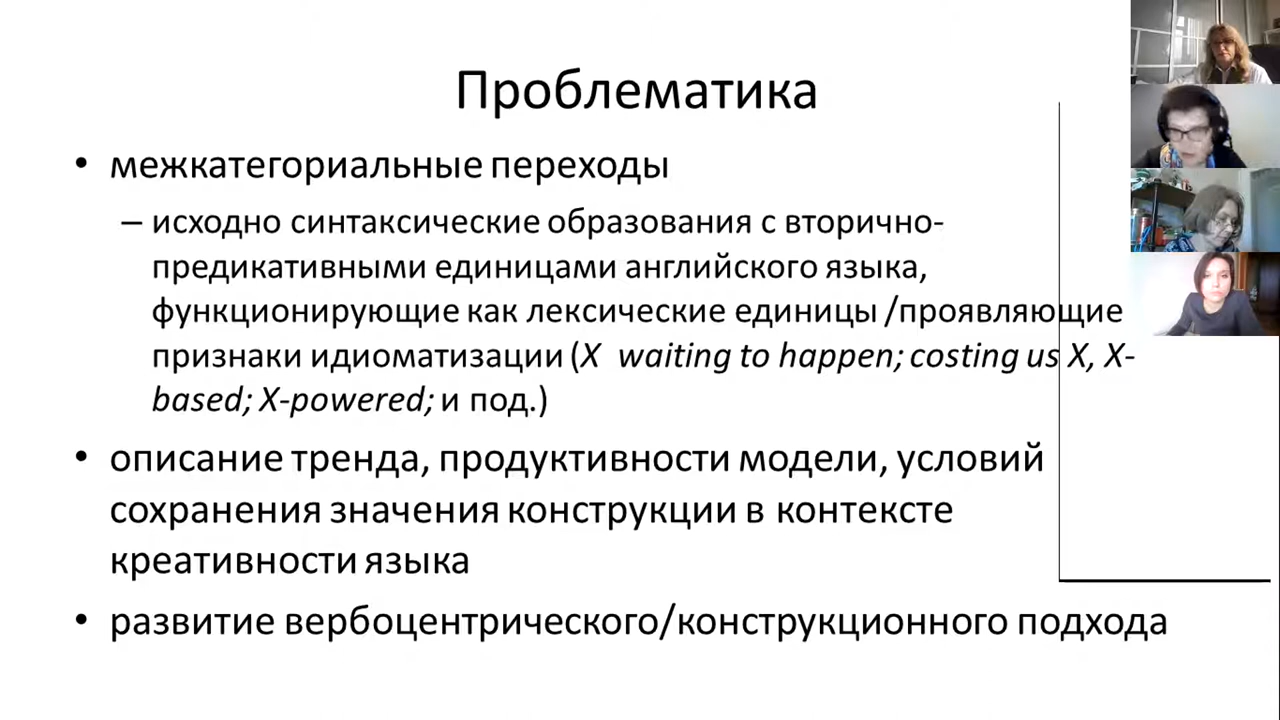 Проблематика
• межкатегориальные переходы
– исходно синтаксические образования с вторично-
предикативными единицами английского языка,
функционирующие как лексические единицы /проявляющие
признаки идиоматизации (X waiting to happen; costing us X, X-
based; X-powered; и под.)
• описание тренда, продуктивности модели, условий
сохранения значения конструкции в контексте
креативности языка
• развитие вербоцентрического/конструкционного подхода